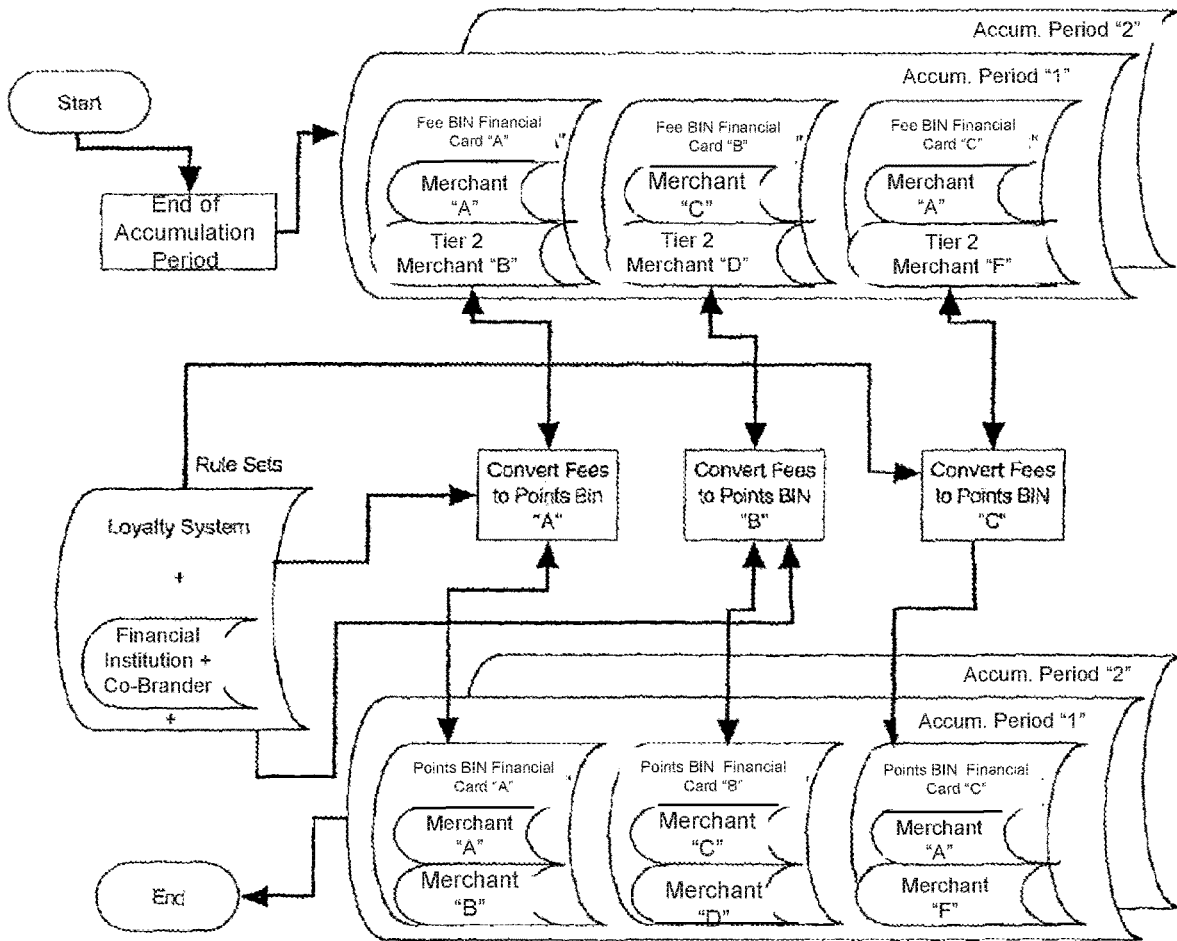 Accum. Period “2”
Accum. Period “1”
Start
Fee BIN Financial
Card “A”
Fee BIN Financial
Card “B”
Fee BIN Financial
Card “C”
Merchant
“A”
Merchant
“C”
Merchant
“A”
End of
Accumulation
Period
Tier 2
Merchant “B”
Tier 2
Merchant “D”
Tier 2
Merchant “F”
Rule Sets
Convert Fees
to Points Bin
“A”
Convert Fees
to Points BIN
“B”
Convert Fees
to Points BIN
“C”
Loyalty System
+
Financial
Institution +
Co-Brander
+
Accum. Period “2”
Accum. Period “1”
Points BIN Financial
Card “A”
Points BIN Financial
Card “B”
Points BIN Financial
Card “C”
Merchant
“A”
Merchant
“C”
Merchant
“A”
Merchant
“B”
Merchant
“D”
Merchant
“F”
End